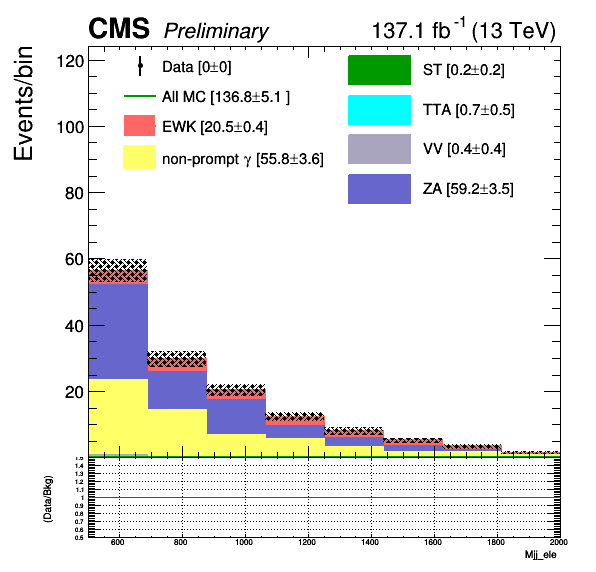 CMS Preliminary 137.1 fb-1 (13 TeV)
Events/bin
120
100
80
60
40
20
Data [0±0]
All MC [136.8±5.1 ]
EWK [20.5±0.4]
non-prompt γ [55.8±3.6]
ST [0.2±0.2]
TTA [0.7±0.5]
VV [0.4±0.4]
ZA [59.2±3.5]
(Data/Bkg)
1.5
1.4
1.3
1.2
1.1
1
0.9
0.8
0.7
0.6
0.5
600 800 1000 1200 1400 1600 1800 2000
Mjj_ele